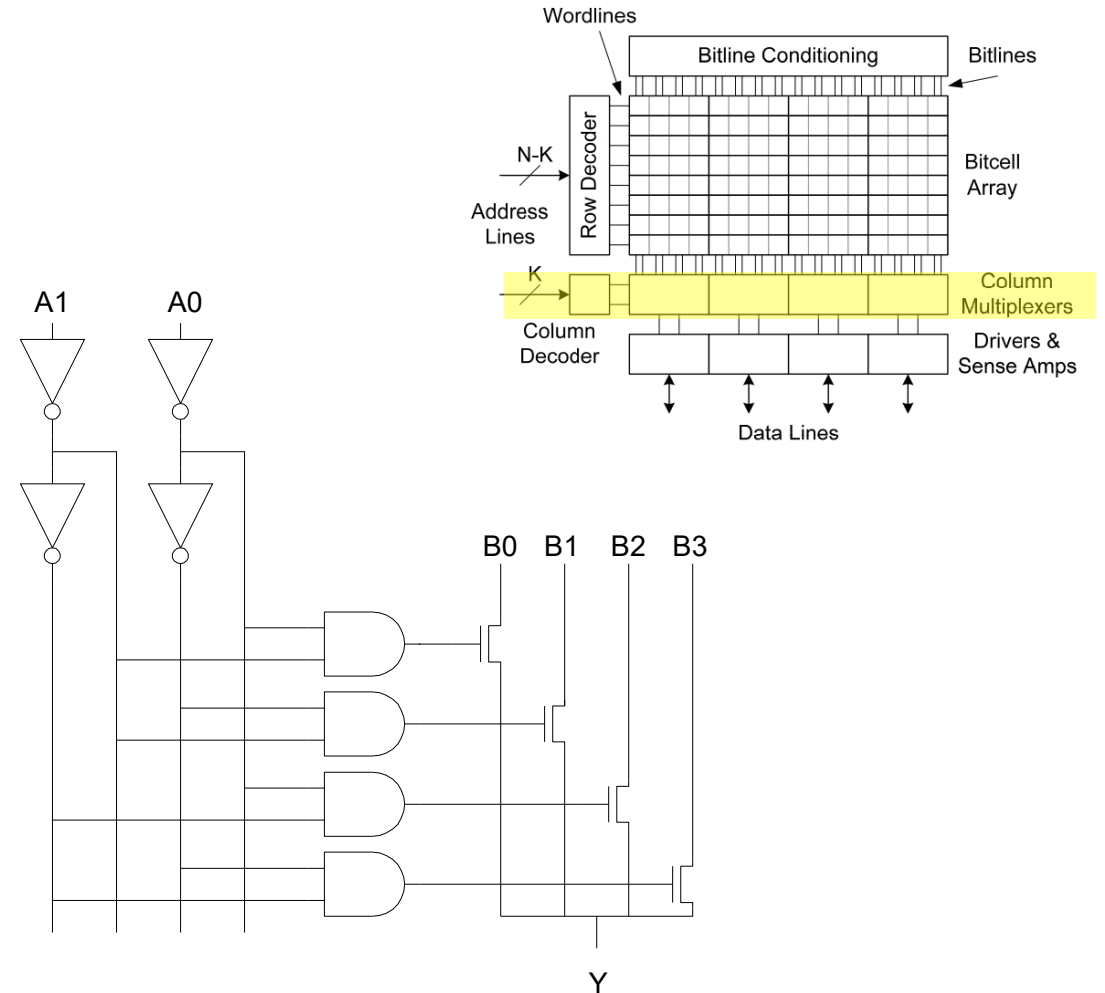 Wordlines
Bitline Conditioning
Bitlines
Row Decoder
N-K
Address
Lines
Bitcell
Array
K
Column
Decoder
Column
Multiplexers
Drivers &
Sense Amps
Data Lines
A1 A0
B0 B1 B2 B3
Y